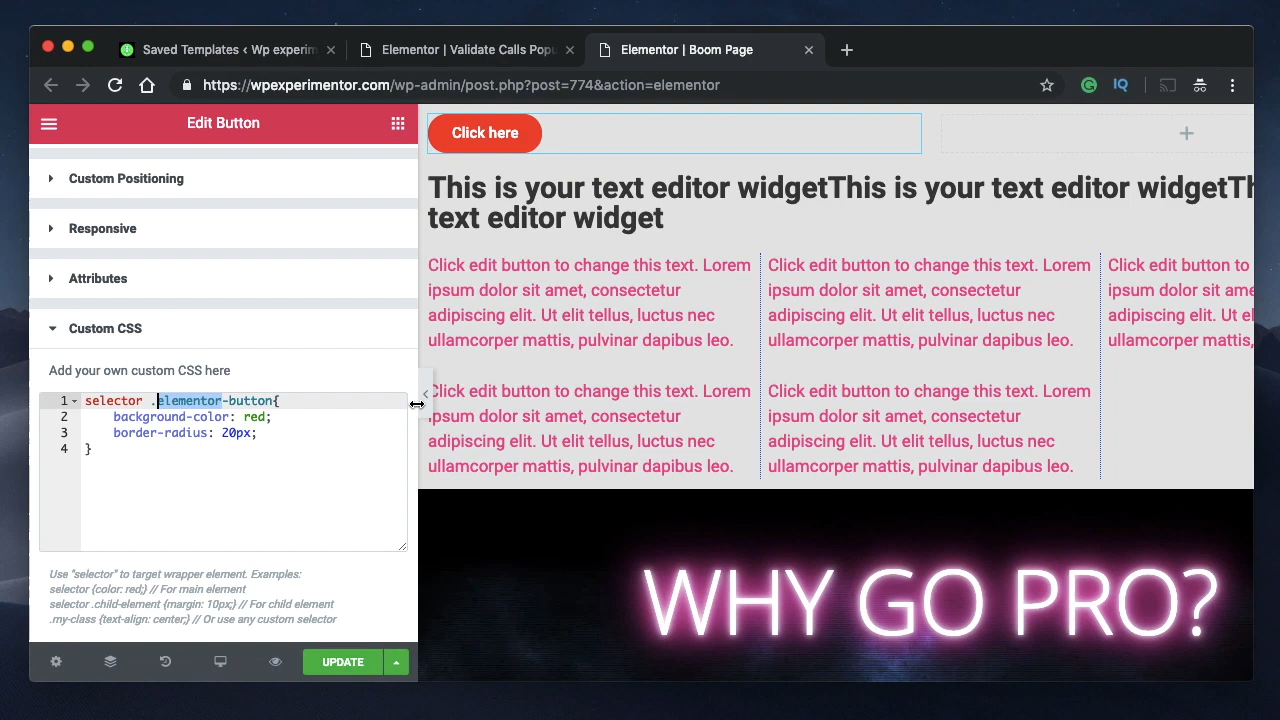 Saved Templates ‹ Wp experim
Elementor | Validate Calls Popu
Elementor | Boom Page
https://wpexperimentor.com/wp-admin/post.php?post=774&action=elementor
Edit Button
Custom Positioning
Responsive
Attributes
Custom CSS
Add your own custom CSS here
1 selector .elementor-button{
2 background-color: red;
3 border-radius: 20px;
4 }
Use "selector" to target wrapper element. Examples:
selector {color: red;} // For main element
selector .child-element {margin: 10px;} // For child element
.my-class {text-align: center;} // Or use any custom selector
UPDATE
Click here
This is your text editor widgetThis is your text editor widgetTh
text editor widget
Click edit button to change this text. Lorem
ipsum dolor sit amet, consectetur
adipiscing elit. Ut elit tellus, luctus nec
ullamcorper mattis, pulvinar dapibus leo.
Click edit button to change this text. Lorem
ipsum dolor sit amet, consectetur
adipiscing elit. Ut elit tellus, luctus nec
ullamcorper mattis, pulvinar dapibus leo.
Click edit button to
ipsum dolor sit ame
adipiscing elit. Ut el
ullamcorper mattis,
Click edit button to change this text. Lorem
ipsum dolor sit amet, consectetur
adipiscing elit. Ut elit tellus, luctus nec
ullamcorper mattis, pulvinar dapibus leo.
Click edit button to change this text. Lorem
ipsum dolor sit amet, consectetur
adipiscing elit. Ut elit tellus, luctus nec
ullamcorper mattis, pulvinar dapibus leo.
WHY GO PRO?